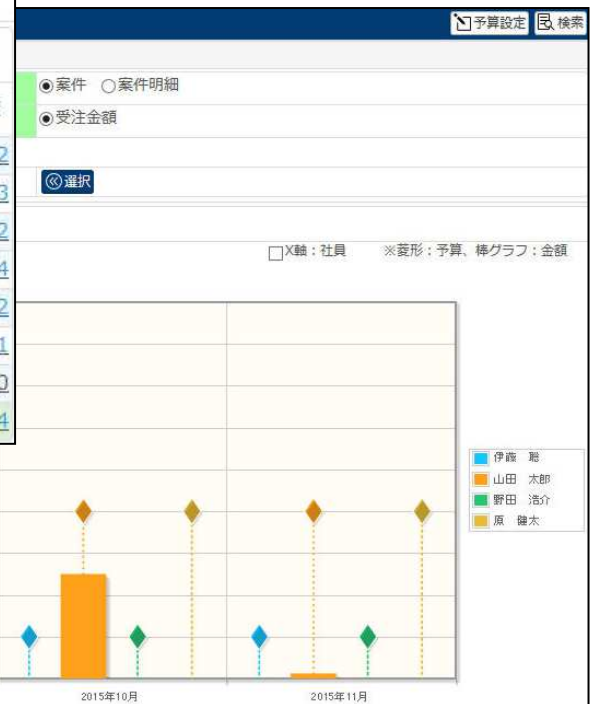 予算設定 検索
案件 案件明細
受注金額
2
3
選択
2
X軸：社員 ※菱形：予算、棒グラフ：金額
4
2
1
0
4
伊藤 聡
山田 太郎
野田 浩介
原 健太
2015年10月 2015年11月